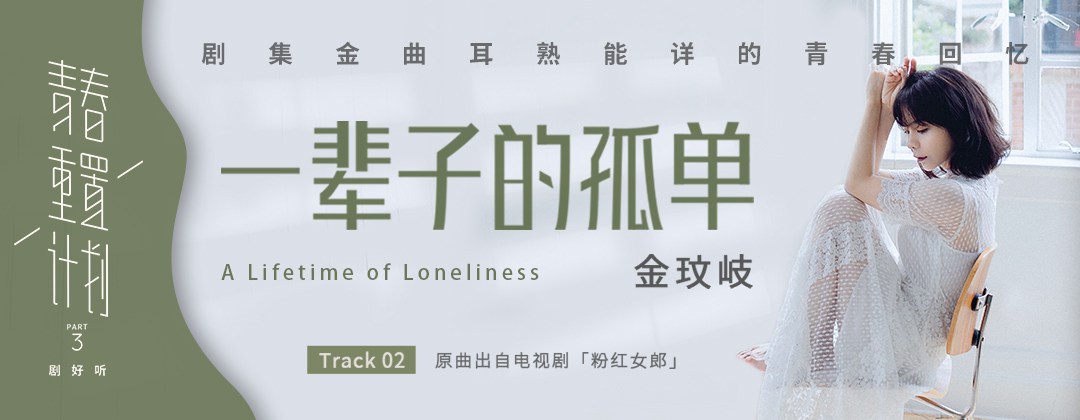 青春
重置
计划
PART
3
剧好听
剧集金曲耳熟能详的青春回忆
一辈子的孤单
A Lifetime of Loneliness
金玟岐
Track 02 原曲出自电视剧「粉红女郎」